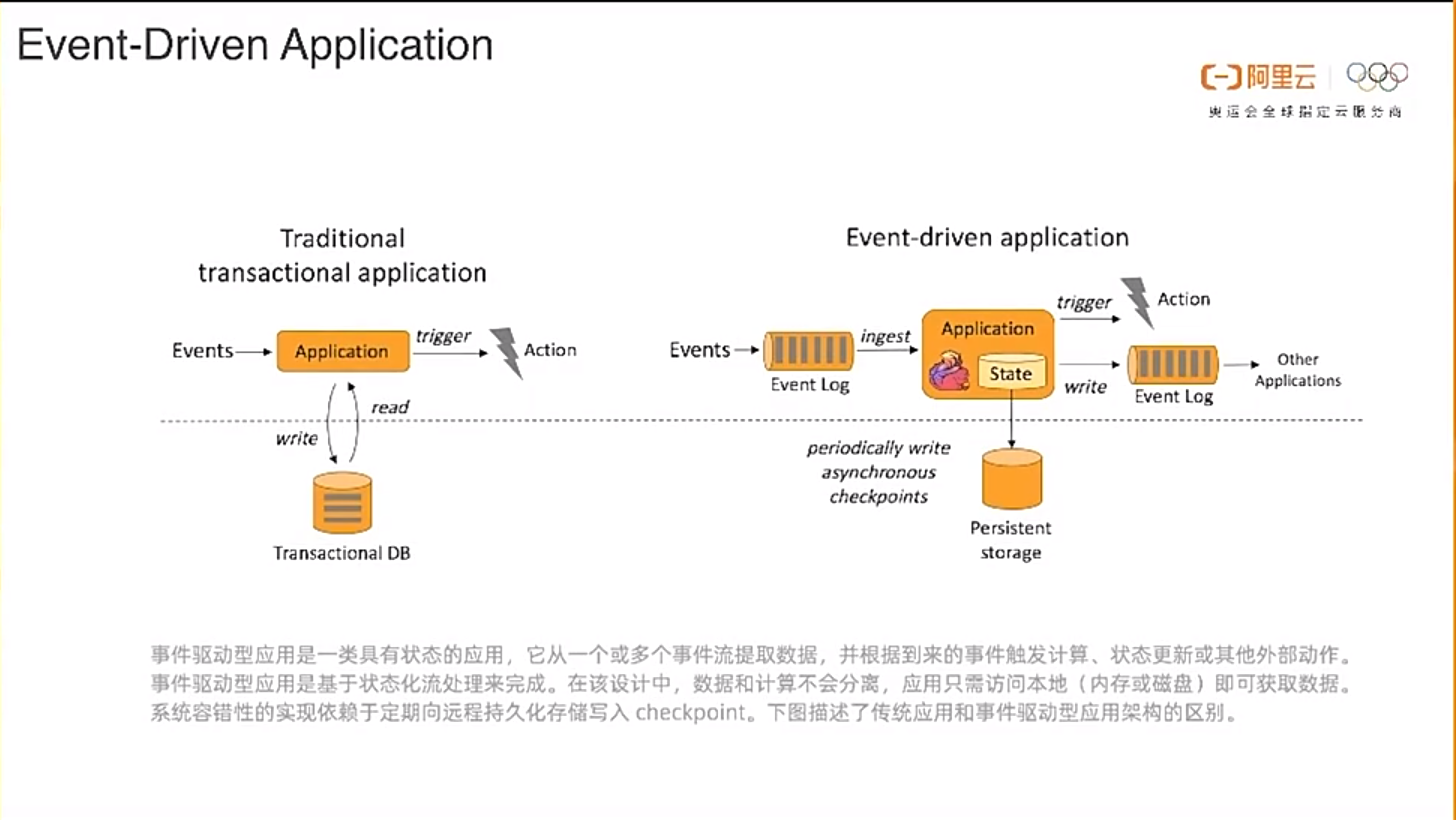 Event-Driven Application
阿里云
奥运会全球指定云服务商
Traditional
transactional application
Events
Application
trigger
Action
write
read
Transactional DB
Event-driven application
Events
Event Log
ingest
Application
State
trigger
Action
write
Event Log
Other
Applications
periodically write
asynchronous
checkpoints
Persistent
storage
事件驱动型应用是一类具有状态的应用，它从一个或多个事件流提取数据，并根据到来的事件触发计算、状态更新或其他外部动作。
事件驱动型应用是基于状态化流处理来完成。在该设计中，数据和计算不会分离，应用只需访问本地（内存或磁盘）即可获取数据。
系统容错性的实现依赖于定期向远程持久化存储写入 checkpoint。下图描述了传统应用和事件驱动型应用架构的区别。